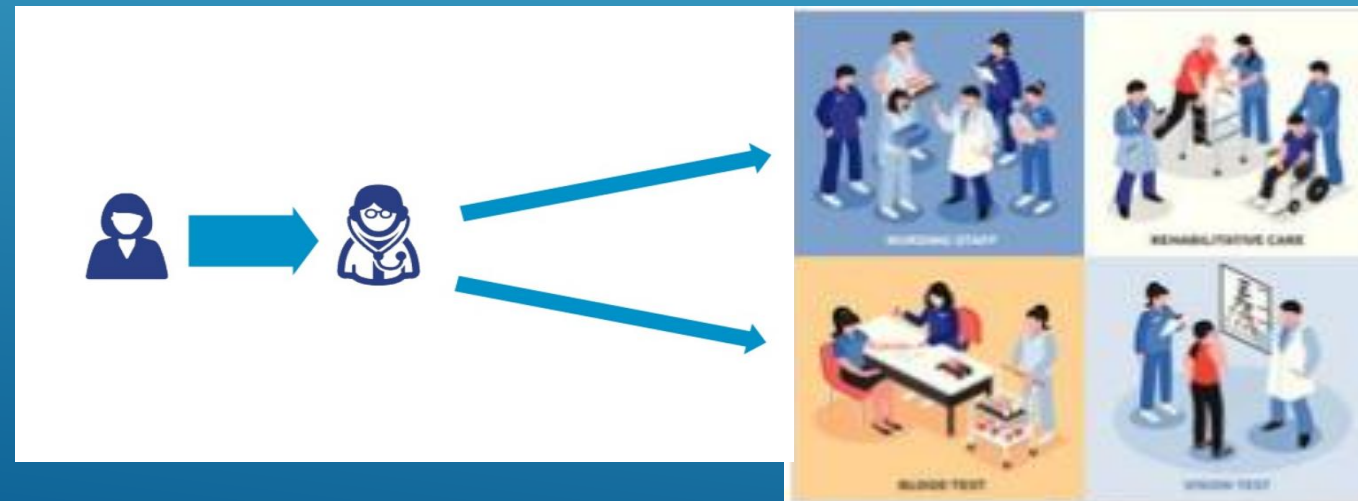 NURSING STAFF
REHABILITATIVE CARE
BLOOD TEST
VISION TEST